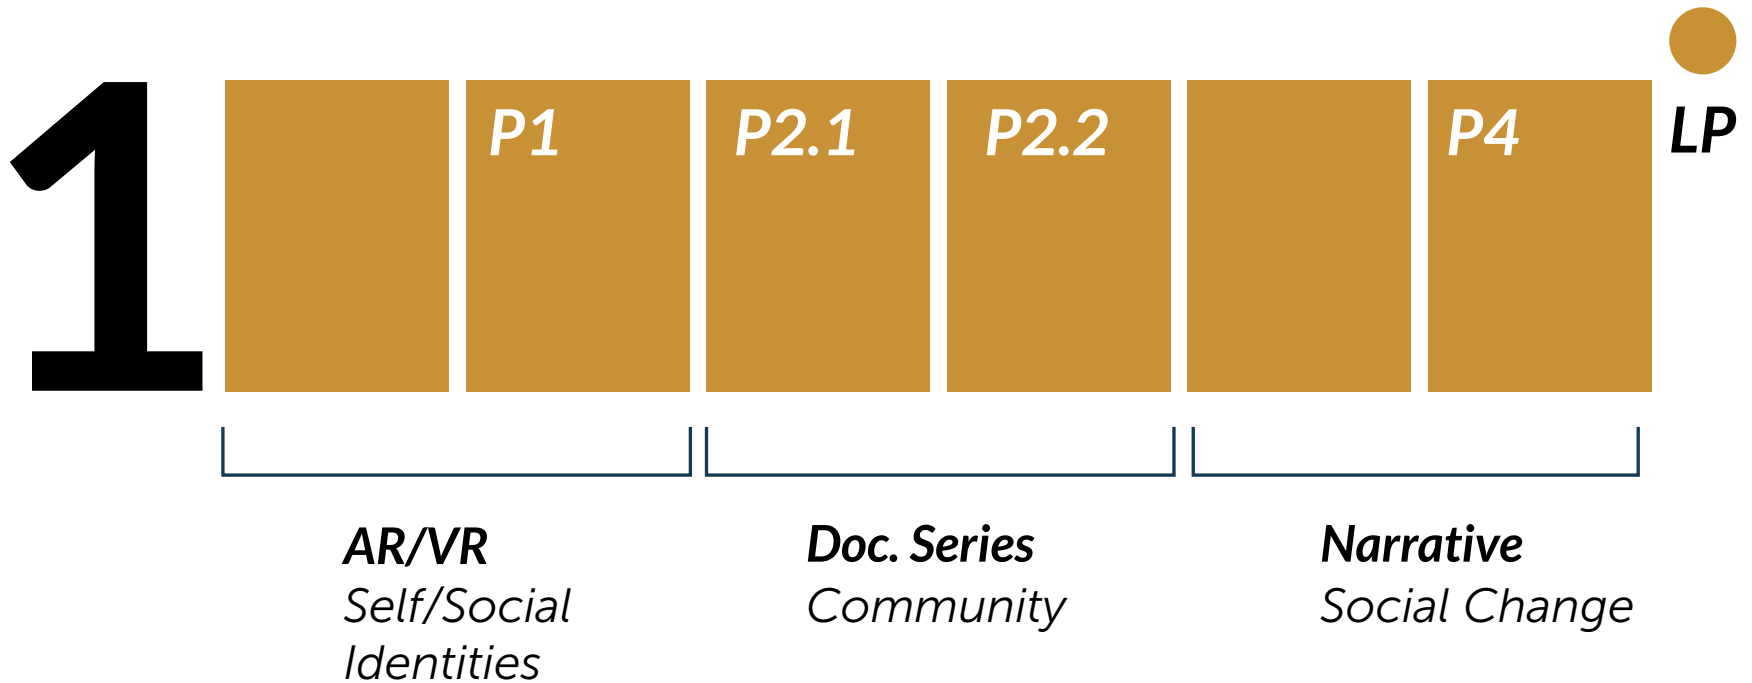 1
P1
P2.1
P2.2
P4
LP
AR/VR
Self/Social
Identities
Doc. Series
Community
Narrative
Social Change